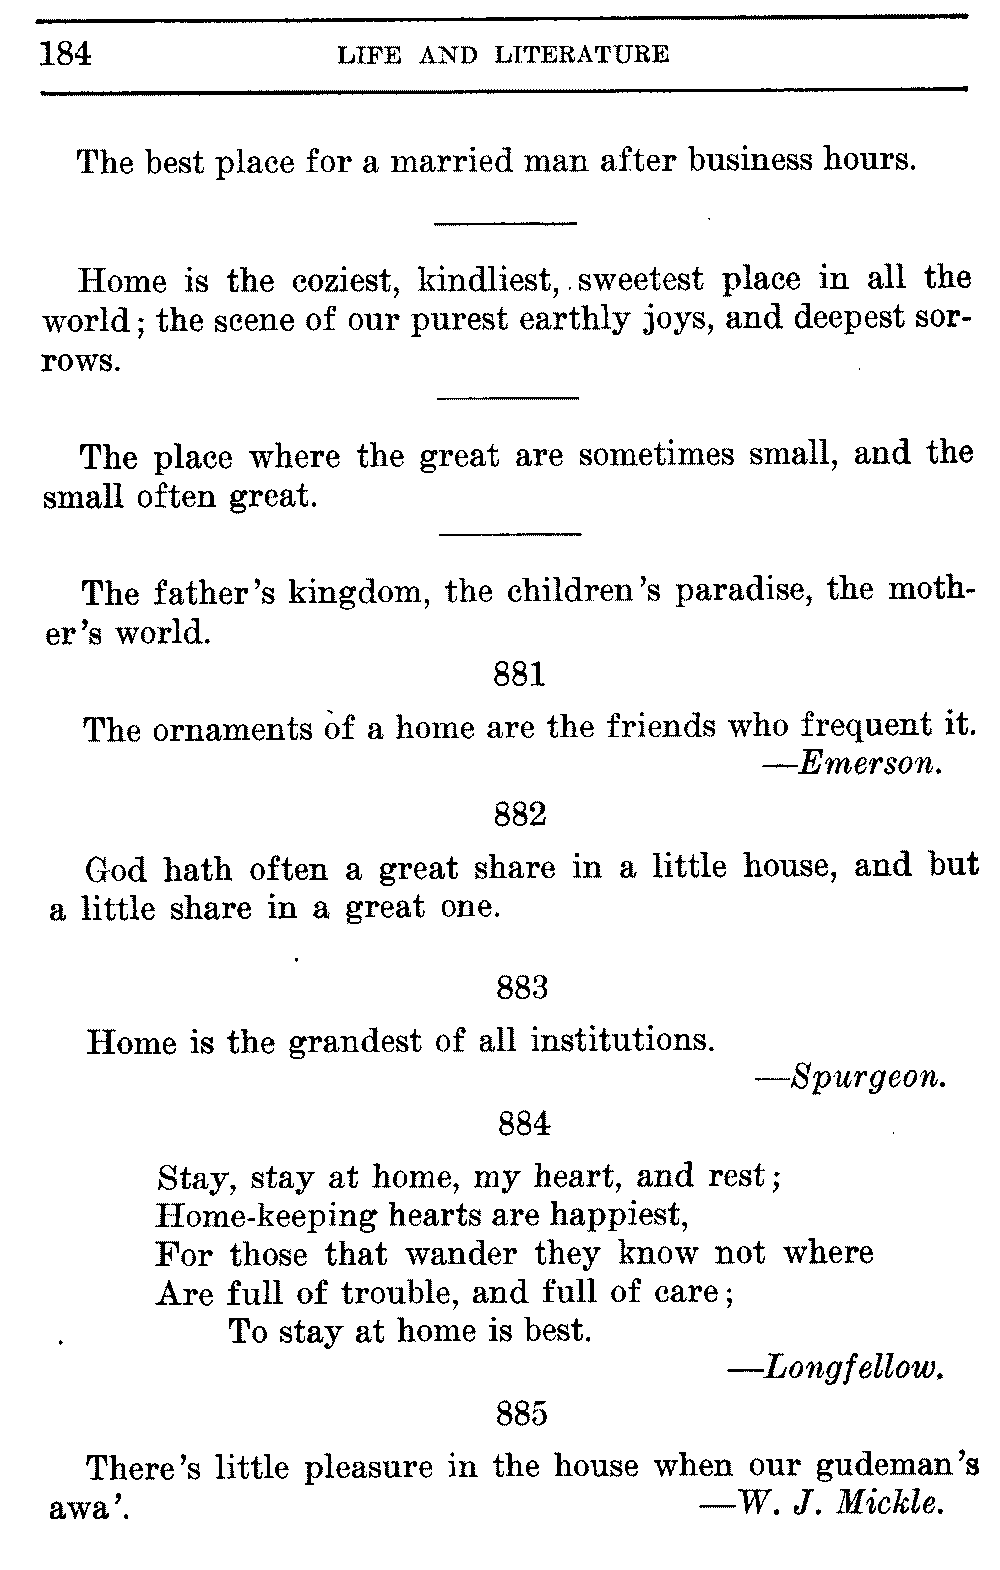 184 LIFE AND LITERATURE
The best place for a married man after business hours.
Home is the coziest, kindliest, sweetest place in all the
world; the scene of our purest earthly joys, and deepest sor-
rows.
The place where the great are sometimes small, and the
small often great.
The father's kingdom, the children's paradise, the moth-
er's world.
881
The ornaments of a home are the friends who frequent it.
—Emerson.
882
God hath often a great share in a little house, and but
a little share in a great one.
883
Home is the grandest of all institutions.
—Spurgeon.
884
Stay, stay at home, my heart, and rest;
Home-keeping hearts are happiest,
For those that wander they know not where
Are full of trouble, and full of care;
To stay at home is best.
—Longfellow.
885
There's little pleasure in the house when our gudeman's
awa'. —W. J. Mickle.